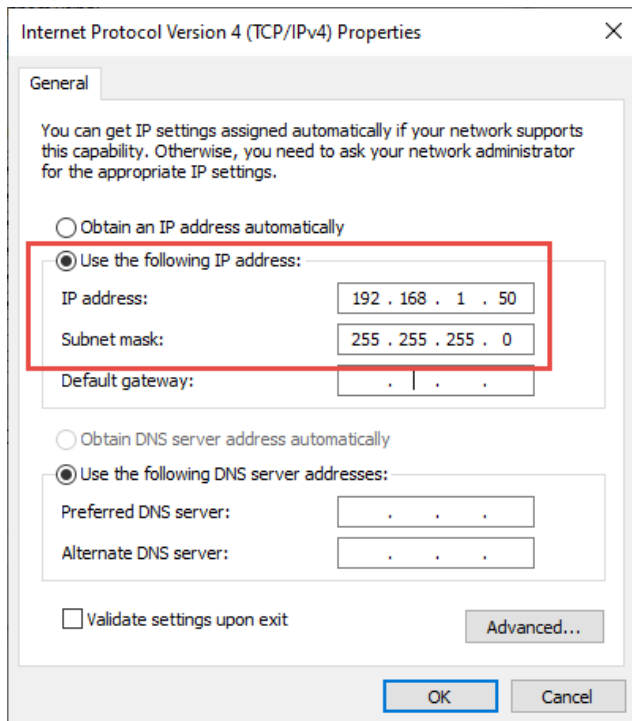 Internet Protocol Version 4 (TCP/IPv4) Properties
General
You can get IP settings assigned automatically if your network supports
this capability. Otherwise, you need to ask your network administrator
for the appropriate IP settings.
Obtain an IP address automatically
Use the following IP address:
IP address: 192 . 168 . 1 . 50
Subnet mask: 255 . 255 . 255 . 0
Default gateway: . . .
Obtain DNS server address automatically
Use the following DNS server addresses:
Preferred DNS server: . . .
Alternate DNS server: . . .
Validate settings upon exit
Advanced...
OK Cancel